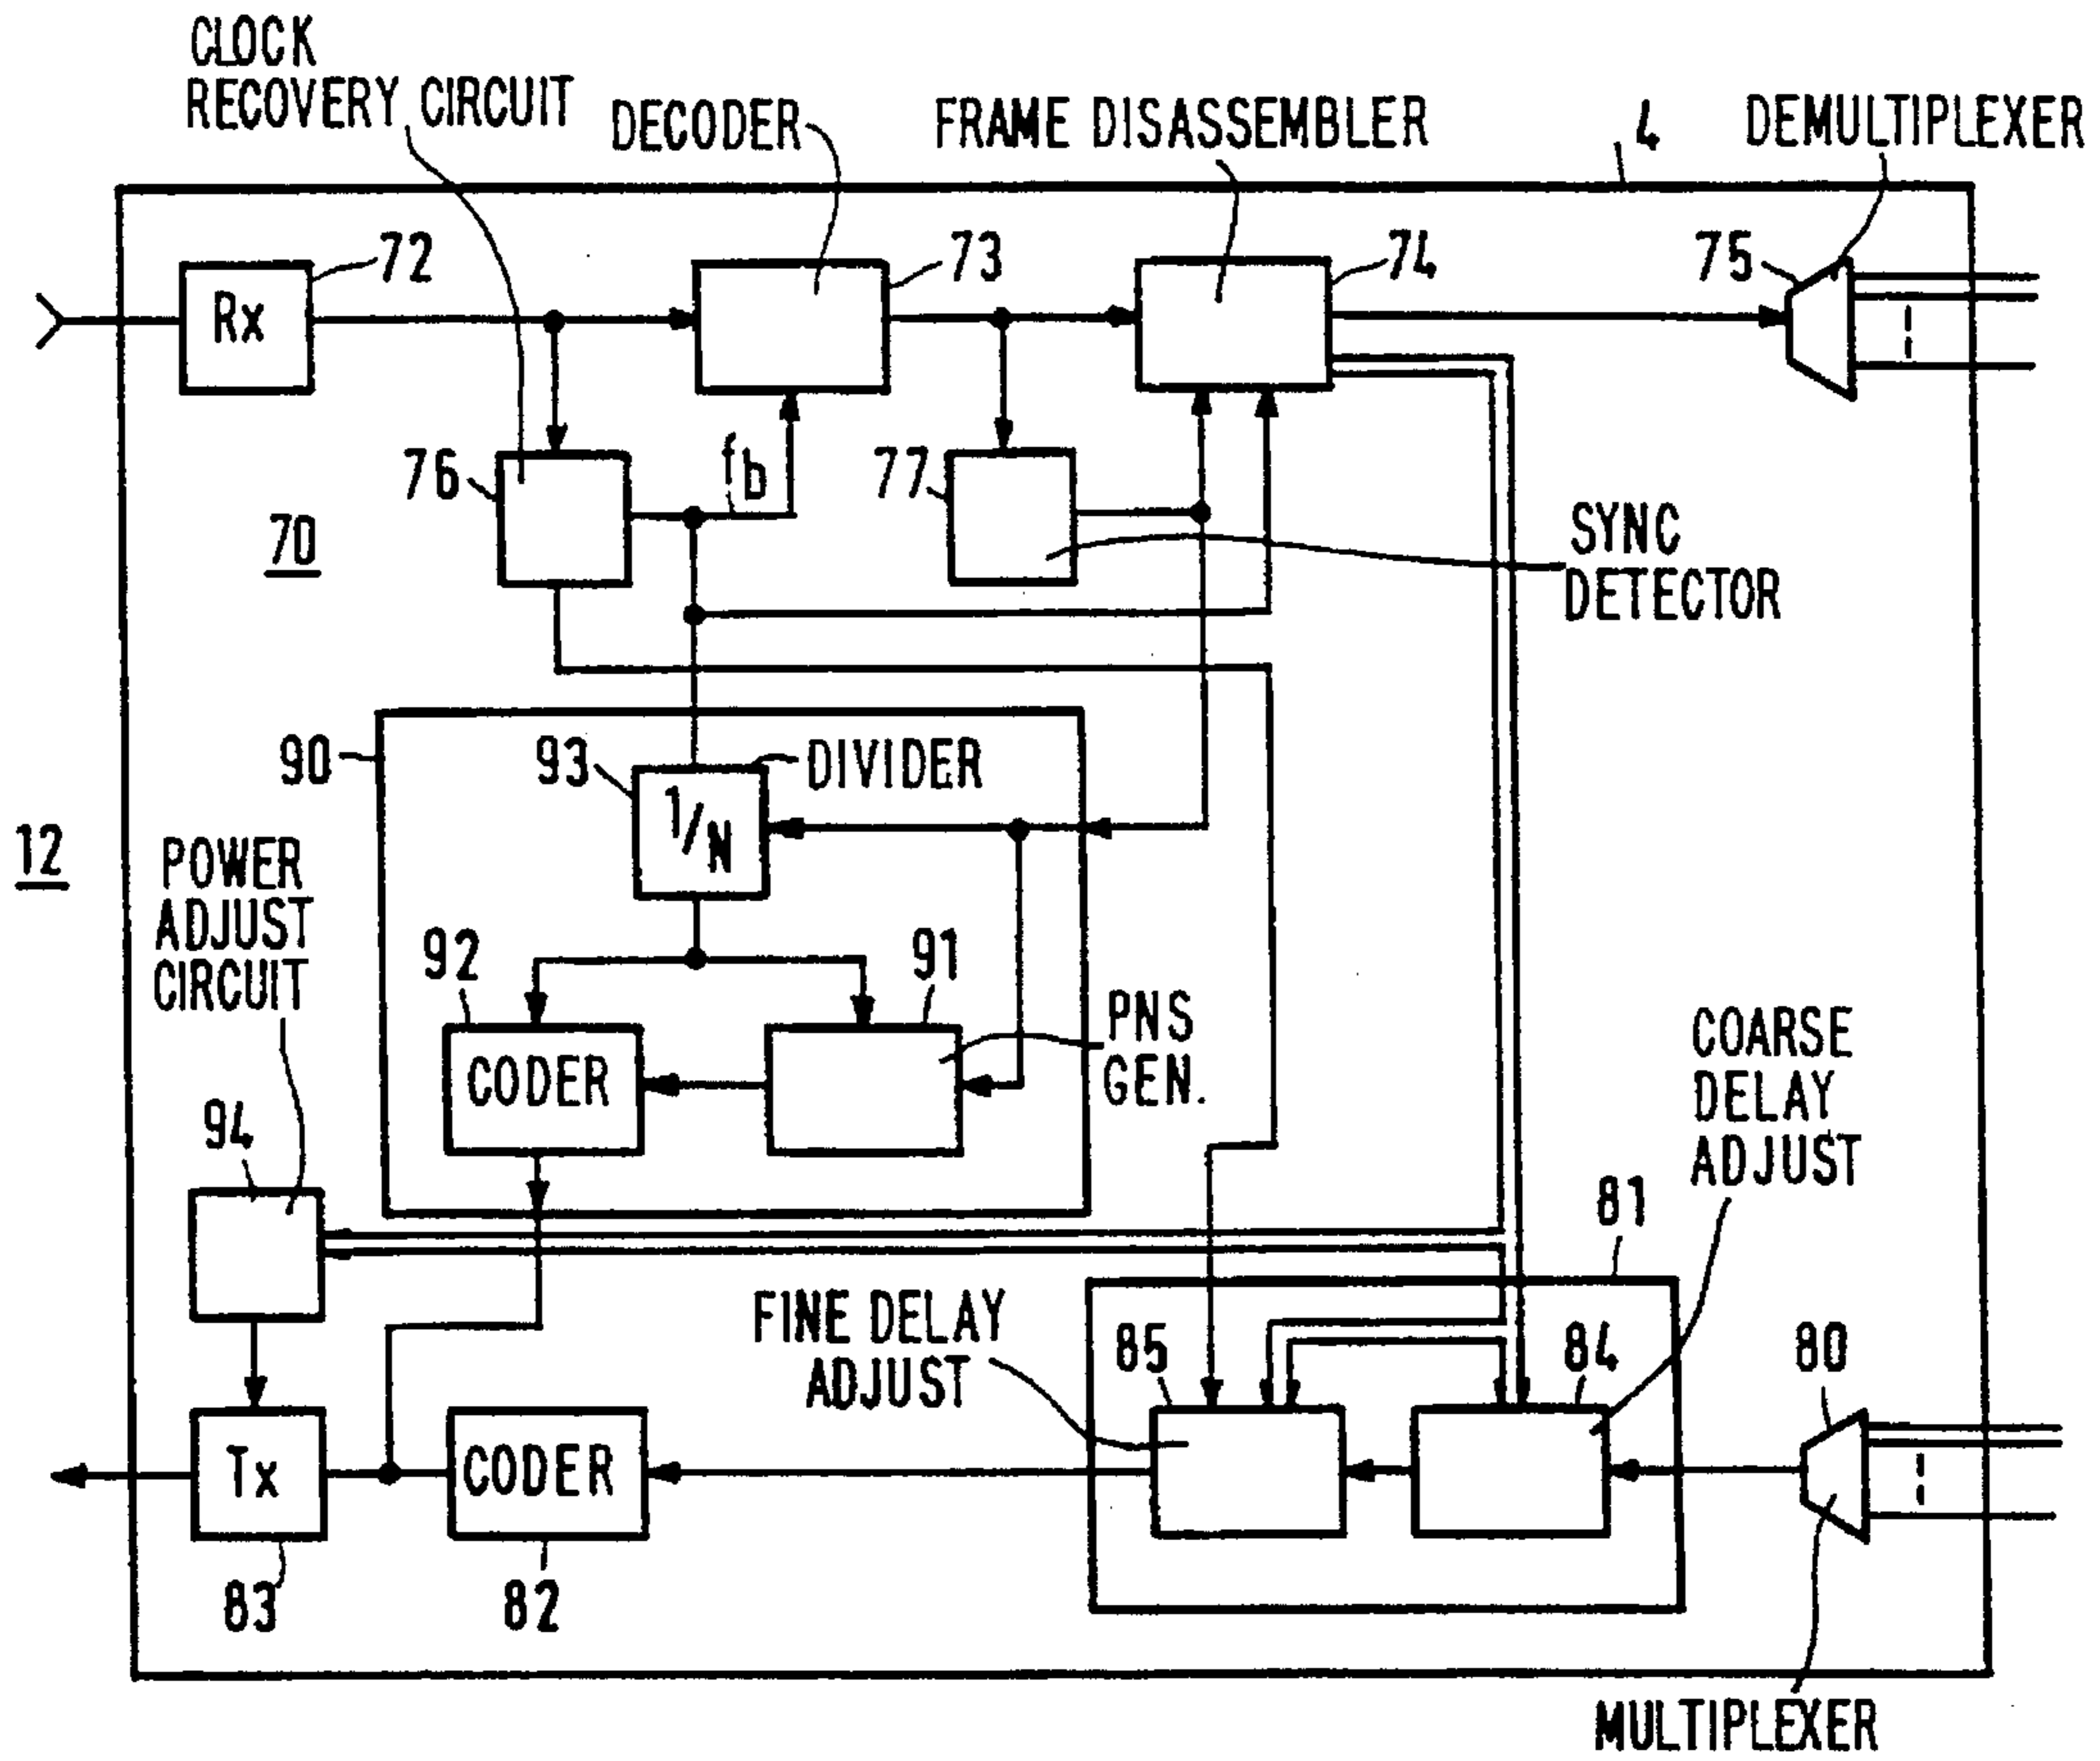 CLOCK
RECOVERY CIRCUIT
DECODER
FRAME DISASSEMBLER
4
DEMULTIPLEXER
72
73
74
75
Rx
76
fb
77
70
SYNC
DETECTOR
90
93
DIVIDER
1/N
12
POWER
ADJUST
CIRCUIT
92
91
PNS
GEN.
CODER
COARSE
DELAY
ADJUST
94
81
FINE DELAY
ADJUST
85
84
80
Tx
CODER
83
82
MULTIPLEXER